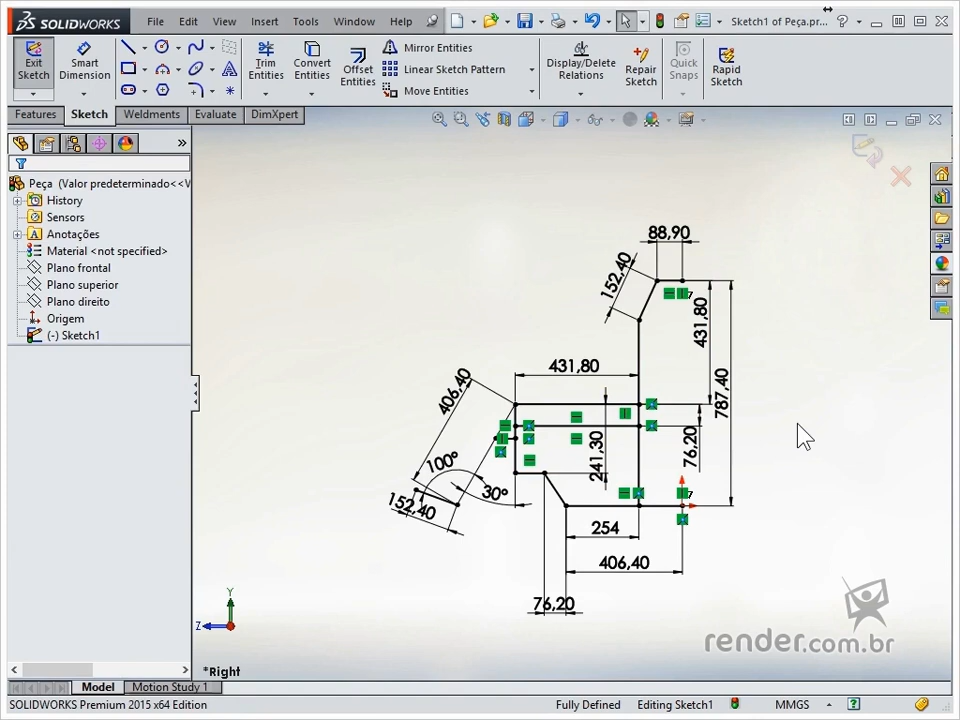 SOLIDWORKS
File Edit View Insert Tools Window Help
Sketch1 of Peça.pr...
Exit Sketch
Smart Dimension
Trim Entities
Convert Entities
Offset Entities
Mirror Entities
Linear Sketch Pattern
Move Entities
Display/Delete Relations
Repair Sketch
Quick Snaps
Rapid Sketch
Features Sketch Weldments Evaluate DimXpert
Peça (Valor predeterminado<<V
History
Sensors
Anotações
Material <not specified>
Plano frontal
Plano superior
Plano direito
Origem
(-) Sketch1
88,90
152,40
431,80
431,80
787,40
406,40
76,20
241,30
100°
30°
152,40
254
406,40
76,20
7
7
Y
Z
render.com.br
*Right
Model Motion Study 1
SOLIDWORKS Premium 2015 x64 Edition
Fully Defined Editing Sketch1 MMGS